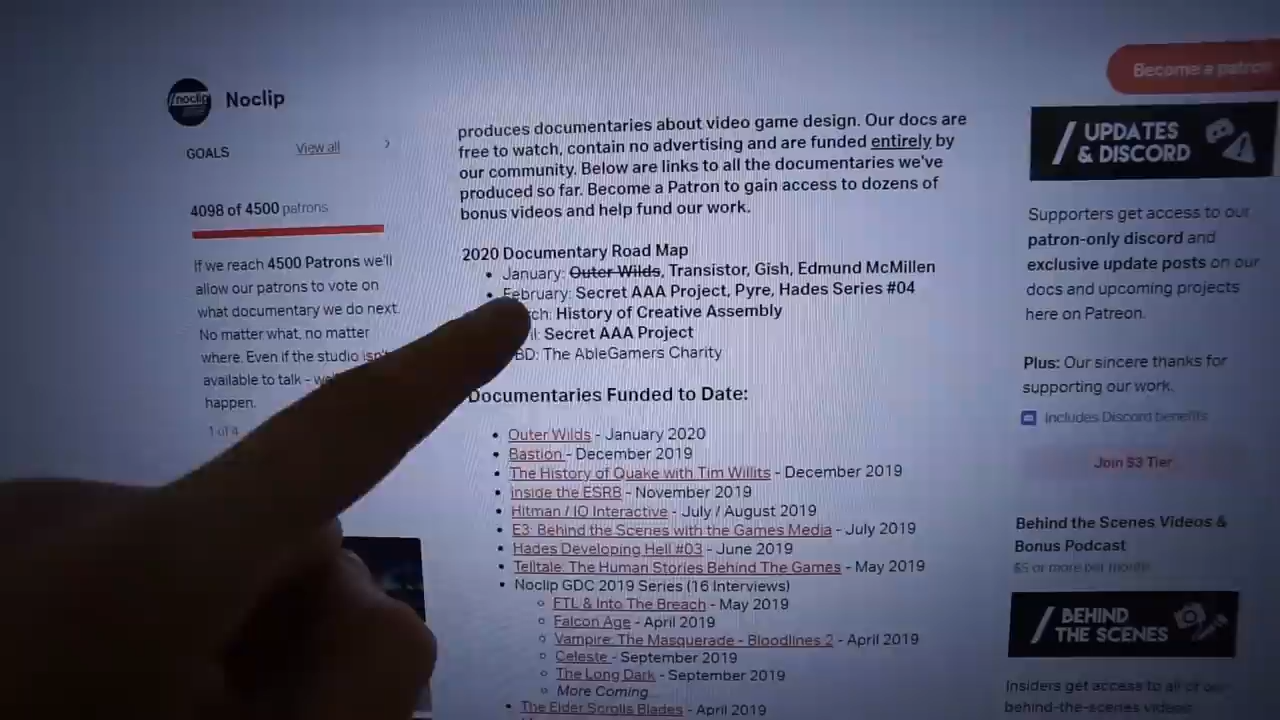 /noclip
Noclip
GOALS
View all
4098 of 4500 patrons
If we reach 4500 Patrons we'll
allow our patrons to vote on
what documentary we do next.
No matter what, no matter
where. Even if the studio isn't
available to talk -
happen.
1 of 4
produces documentaries about video game design. Our docs are
free to watch, contain no advertising and are funded entirely by
our community. Below are links to all the documentaries we've
produced so far. Become a Patron to gain access to dozens of
bonus videos and help fund our work.
2020 Documentary Road Map
January: Outer Wilds, Transistor, Gish, Edmund McMillen
February: Secret AAA Project, Pyre, Hades Series #04
rch: History of Creative Assembly
il: Secret AAA Project
BD: The AbleGamers Charity
Documentaries Funded to Date:
Outer Wilds - January 2020
Bastion - December 2019
The History of Quake with Tim Willits - December 2019
Inside the ESRB - November 2019
Hitman / IO Interactive - July / August 2019
E3: Behind the Scenes with the Games Media - July 2019
Hades Developing Hell #03 - June 2019
Telltale: The Human Stories Behind The Games - May 2019
Noclip GDC 2019 Series (16 Interviews)
FTL & Into The Breach - May 2019
Falcon Age - April 2019
Vampire: The Masquerade - Bloodlines 2 - April 2019
Celeste - September 2019
The Long Dark - September 2019
More Coming...
The Elder Scrolls Blades - April 2019
Become a patron
/ UPDATES
& DISCORD
Supporters get access to our
patron-only discord and
exclusive update posts on our
docs and upcoming projects
here on Patreon.
Plus: Our sincere thanks for
supporting our work.
Includes Discord benefits
Join $3 Tier
Behind the Scenes Videos &
Bonus Podcast
$5 or more per month
/ BEHIND
THE SCENES
Insiders get access to all of our
behind-the-scenes videos